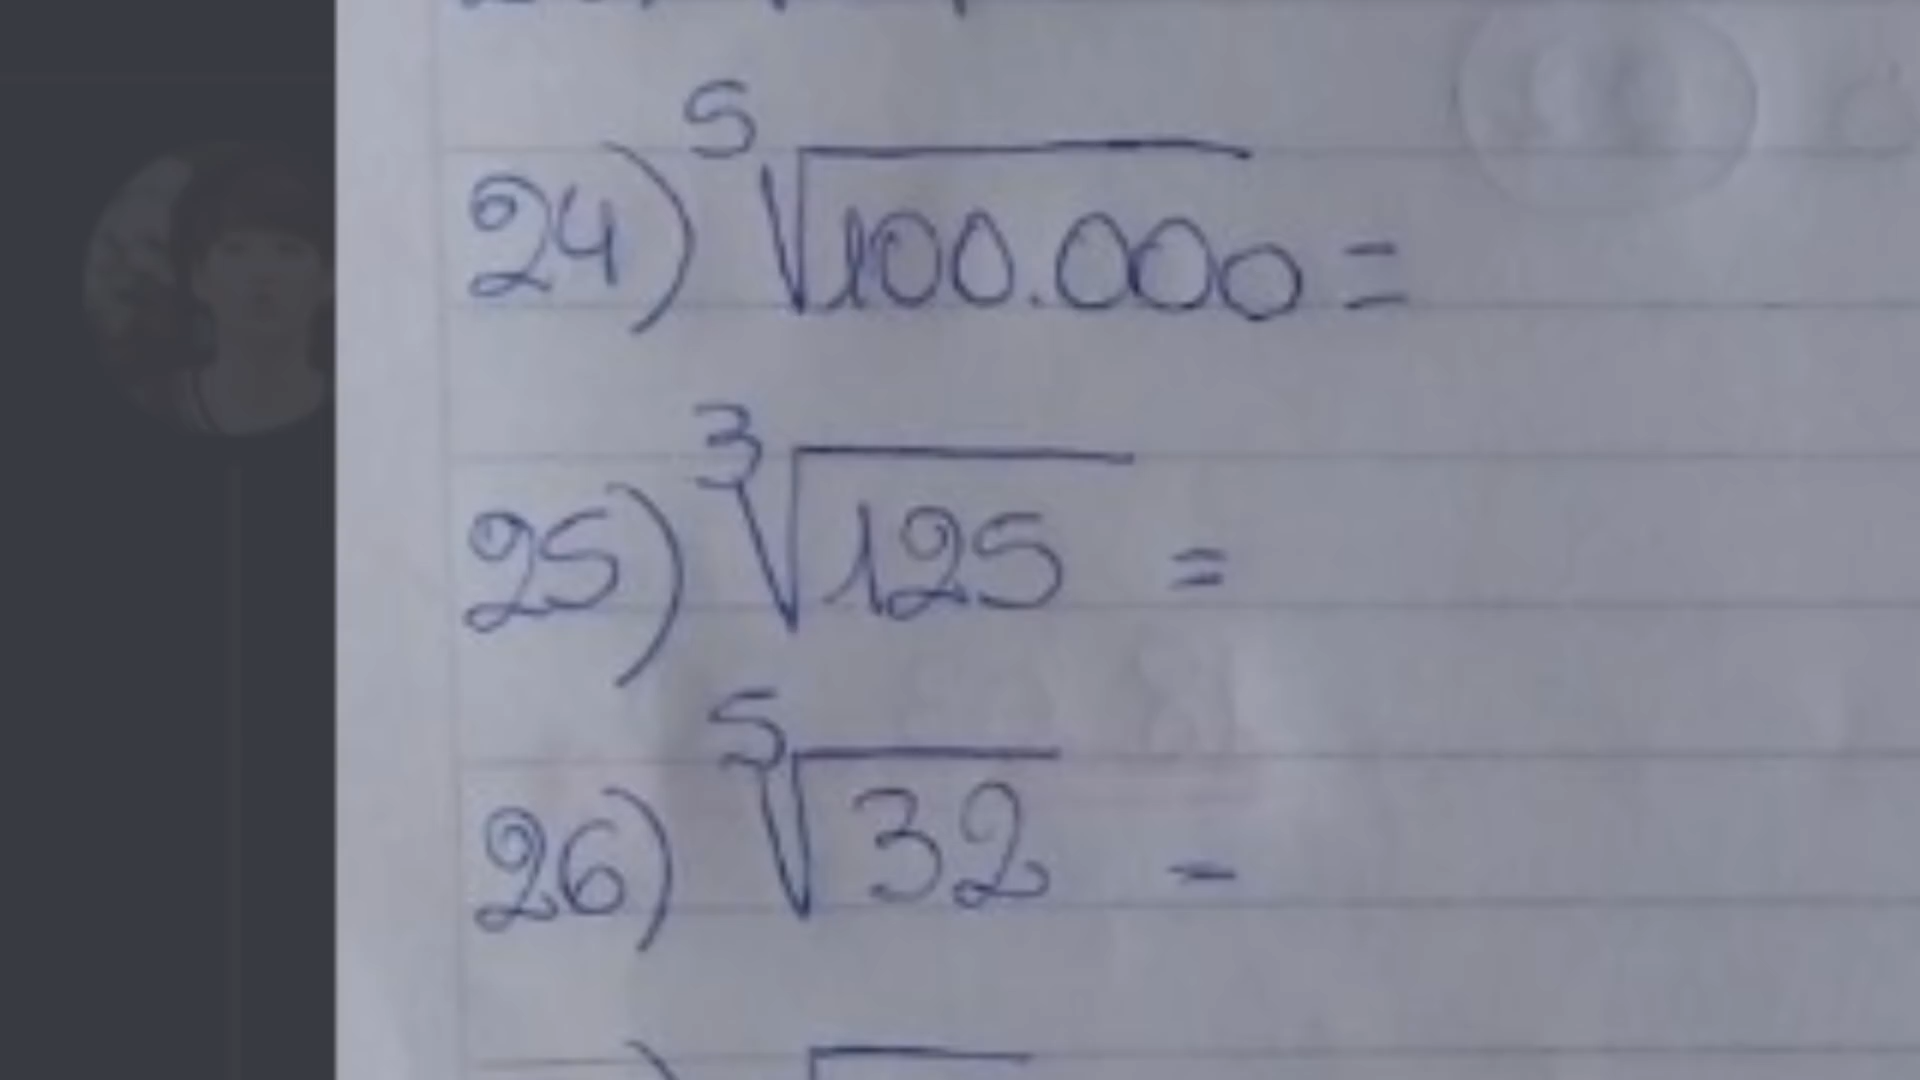 24) ⁵√100.000 =
25) ³√125 =
26) ⁵√32 -